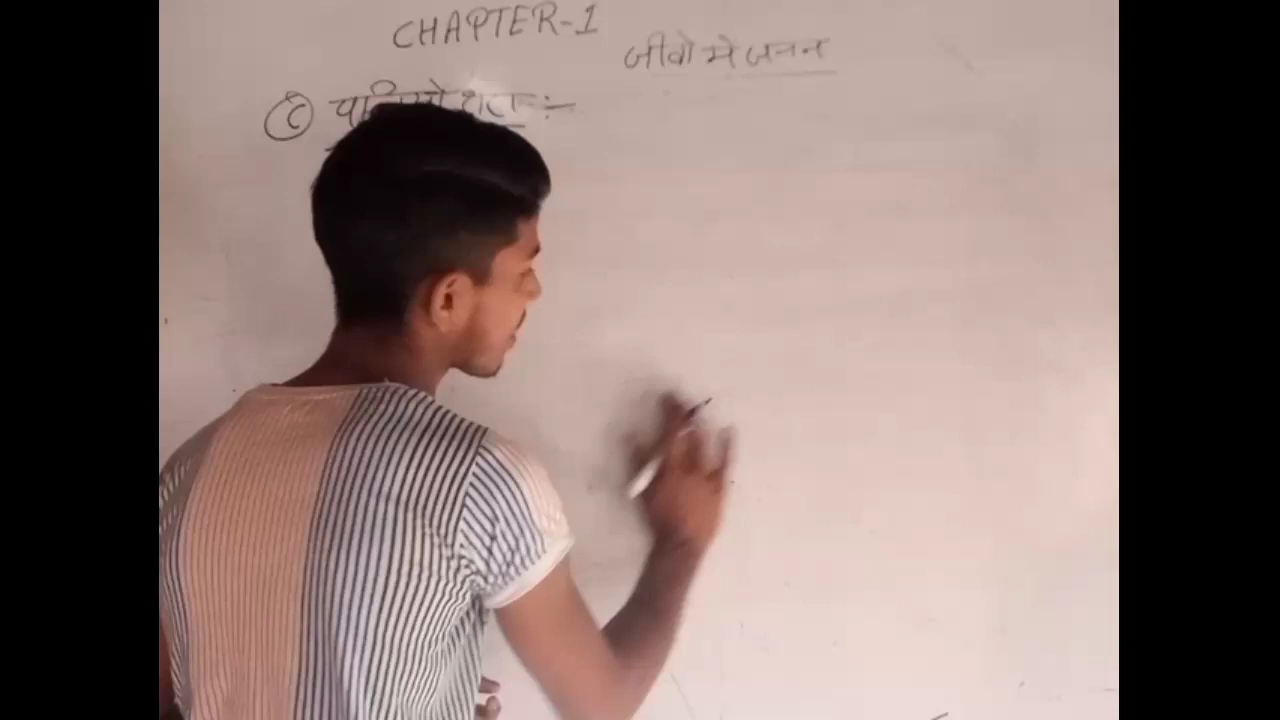 CHAPTER-1
जीवो मे जनन
(c) द्वारा :-